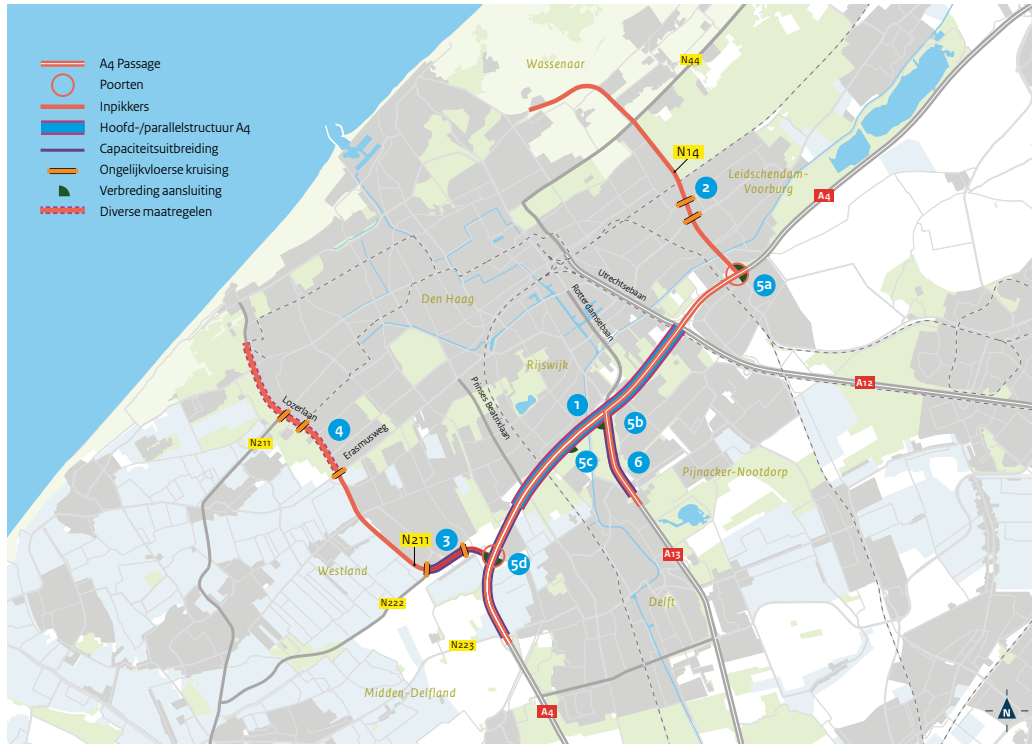 A4 Passage
Poorten
Inpikkers
Hoofd-/parallelstructuur A4
Capaciteitsuitbreiding
Ongelijkvloerse kruising
Verbreding aansluiting
Diverse maatregelen
Wassenaar
N44
N14
2
Leidschendam-
Voorburg
A4
5a
Utrechtsebaan
Den Haag
Rotterdamsebaan
Rijswijk
A12
Prinses Beatrixlaan
1
5b
Lozerlaan
4
N211
Erasmusweg
5c
6
Pijnacker-Nootdorp
N211
3
5d
A13
Westland
N222
Delft
N223
Midden-Delfland
A4
N